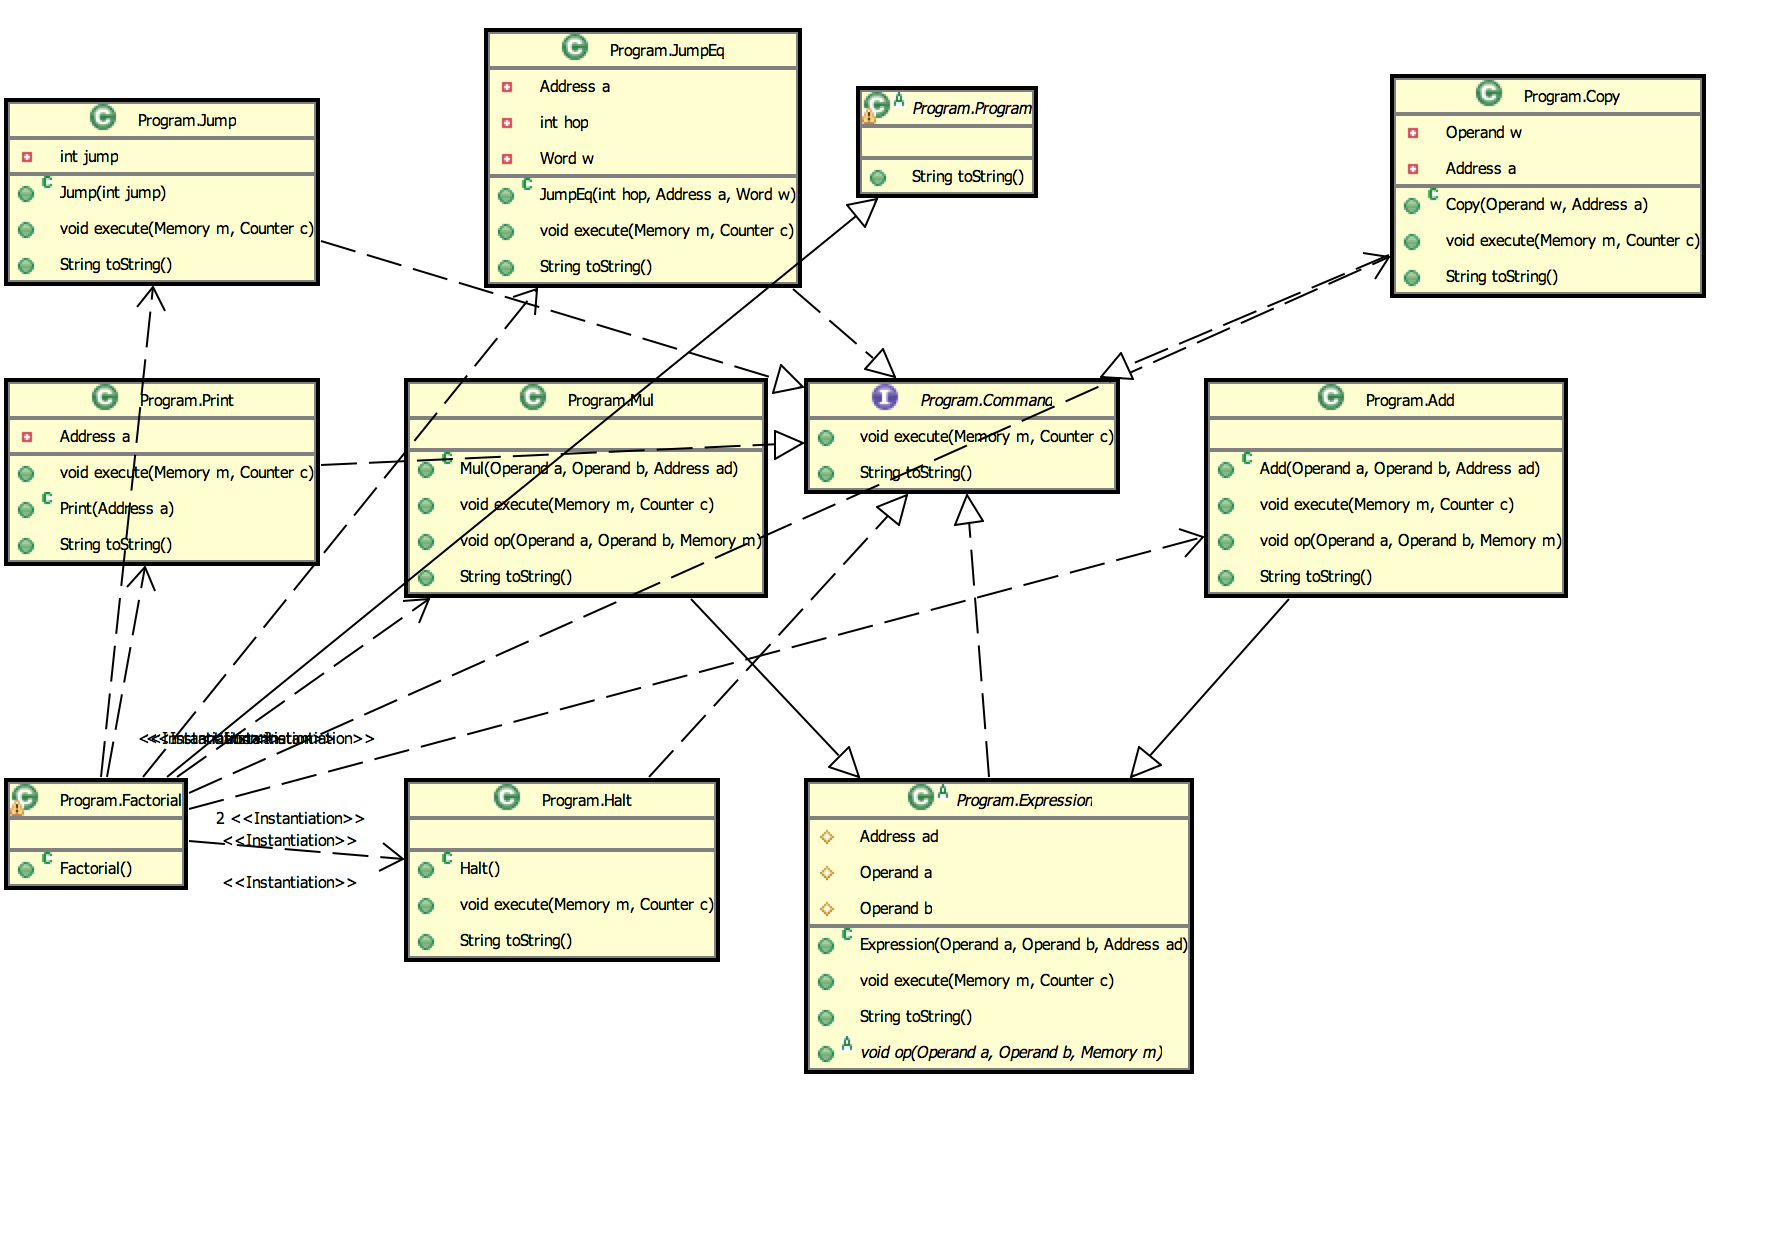 Program.JumpEq
Address a
int hop
Word w
JumpEq(int hop, Address a, Word w)
void execute(Memory m, Counter c)
String toString()
Program.Program
String toString()
Program.Copy
Operand w
Address a
Copy(Operand w, Address a)
void execute(Memory m, Counter c)
String toString()
Program.Jump
int jump
Jump(int jump)
void execute(Memory m, Counter c)
String toString()
Program.Print
Address a
void execute(Memory m, Counter c)
Print(Address a)
String toString()
Program.Mul
Mul(Operand a, Operand b, Address ad)
void execute(Memory m, Counter c)
void op(Operand a, Operand b, Memory m)
String toString()
Program.Command
void execute(Memory m, Counter c)
String toString()
Program.Add
Add(Operand a, Operand b, Address ad)
void execute(Memory m, Counter c)
void op(Operand a, Operand b, Memory m)
String toString()
Program.Factorial
Factorial()
2 <<Instantiation>>
<<Instantiation>>
<<Instantiation>>
Program.Halt
Halt()
void execute(Memory m, Counter c)
String toString()
Program.Expression
Address ad
Operand a
Operand b
Expression(Operand a, Operand b, Address ad)
void execute(Memory m, Counter c)
String toString()
void op(Operand a, Operand b, Memory m)